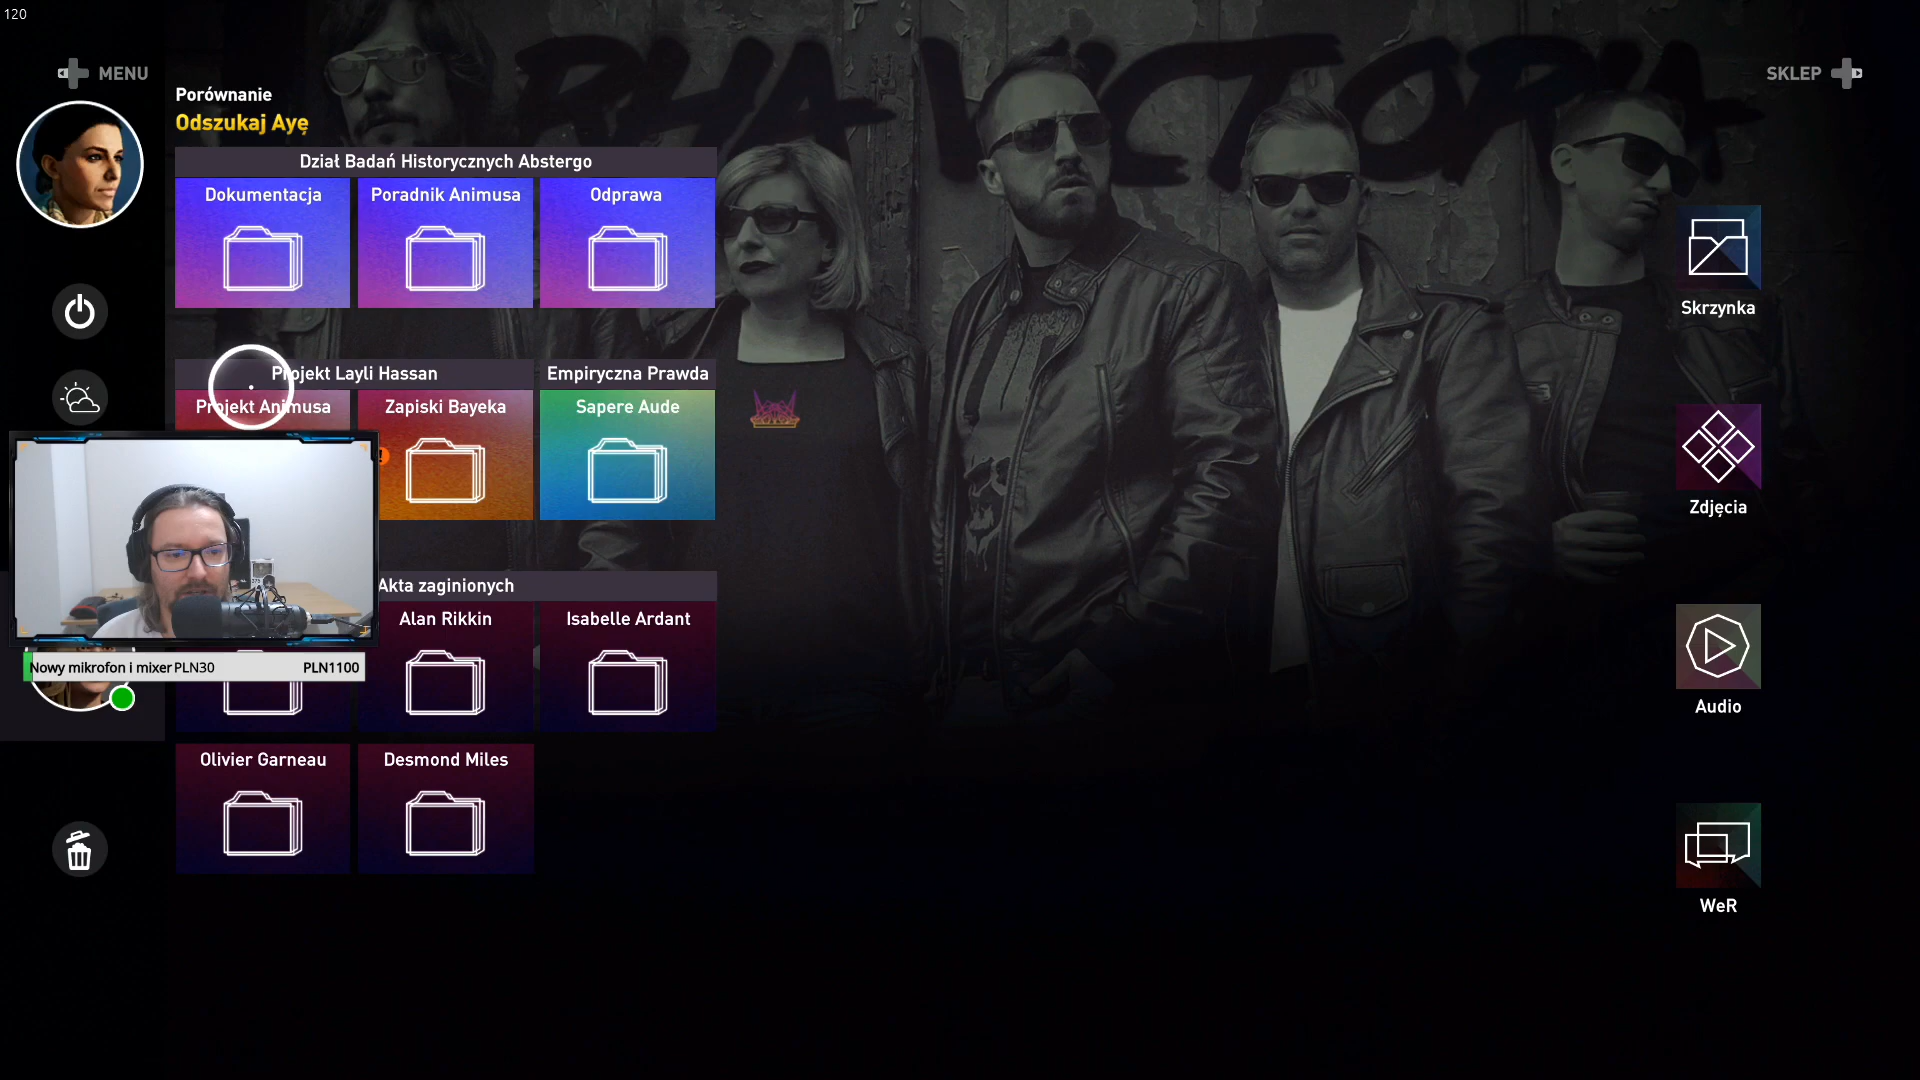 120
MENU
SKLEP
Porównanie
Odszukaj Ayę
Dział Badań Historycznych Abstergo
Dokumentacja
Poradnik Animusa
Odprawa
Projekt Layli Hassan
Empiryczna Prawda
Projekt Animusa
Zapiski Bayeka
Sapere Aude
!
Akta zaginionych
Alan Rikkin
Isabelle Ardant
Nowy mikrofon i mixer PLN30
PLN1100
Olivier Garneau
Desmond Miles
Skrzynka
Zdjęcia
Audio
WeR